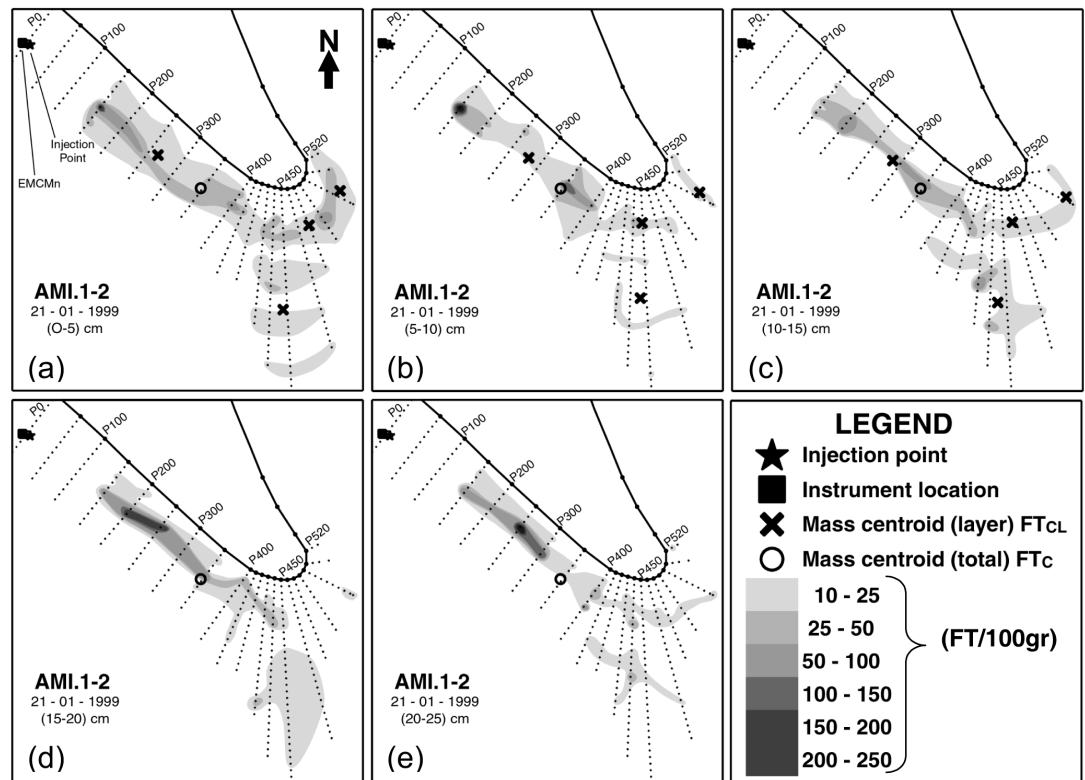 P0
P100
P200
P300
P400
P450
P520
N
Injection
Point
EMCMn
AMI.1-2
21 - 01 - 1999
(O-5) cm
(a)
P0
P100
P200
P300
P400
P450
P520
AMI.1-2
21 - 01 - 1999
(5-10) cm
(b)
P0
P100
P200
P300
P400
P450
P520
AMI.1-2
21 - 01 - 1999
(10-15) cm
(c)
P0
P100
P200
P300
P400
P450
P520
AMI.1-2
21 - 01 - 1999
(15-20) cm
(d)
P0
P100
P200
P300
P400
P450
P520
AMI.1-2
21 - 01 - 1999
(20-25) cm
(e)
LEGEND
Injection point
Instrument location
Mass centroid (layer) FTCL
Mass centroid (total) FTC
10 - 25
25 - 50
50 - 100
100 - 150
150 - 200
200 - 250
(FT/100gr)